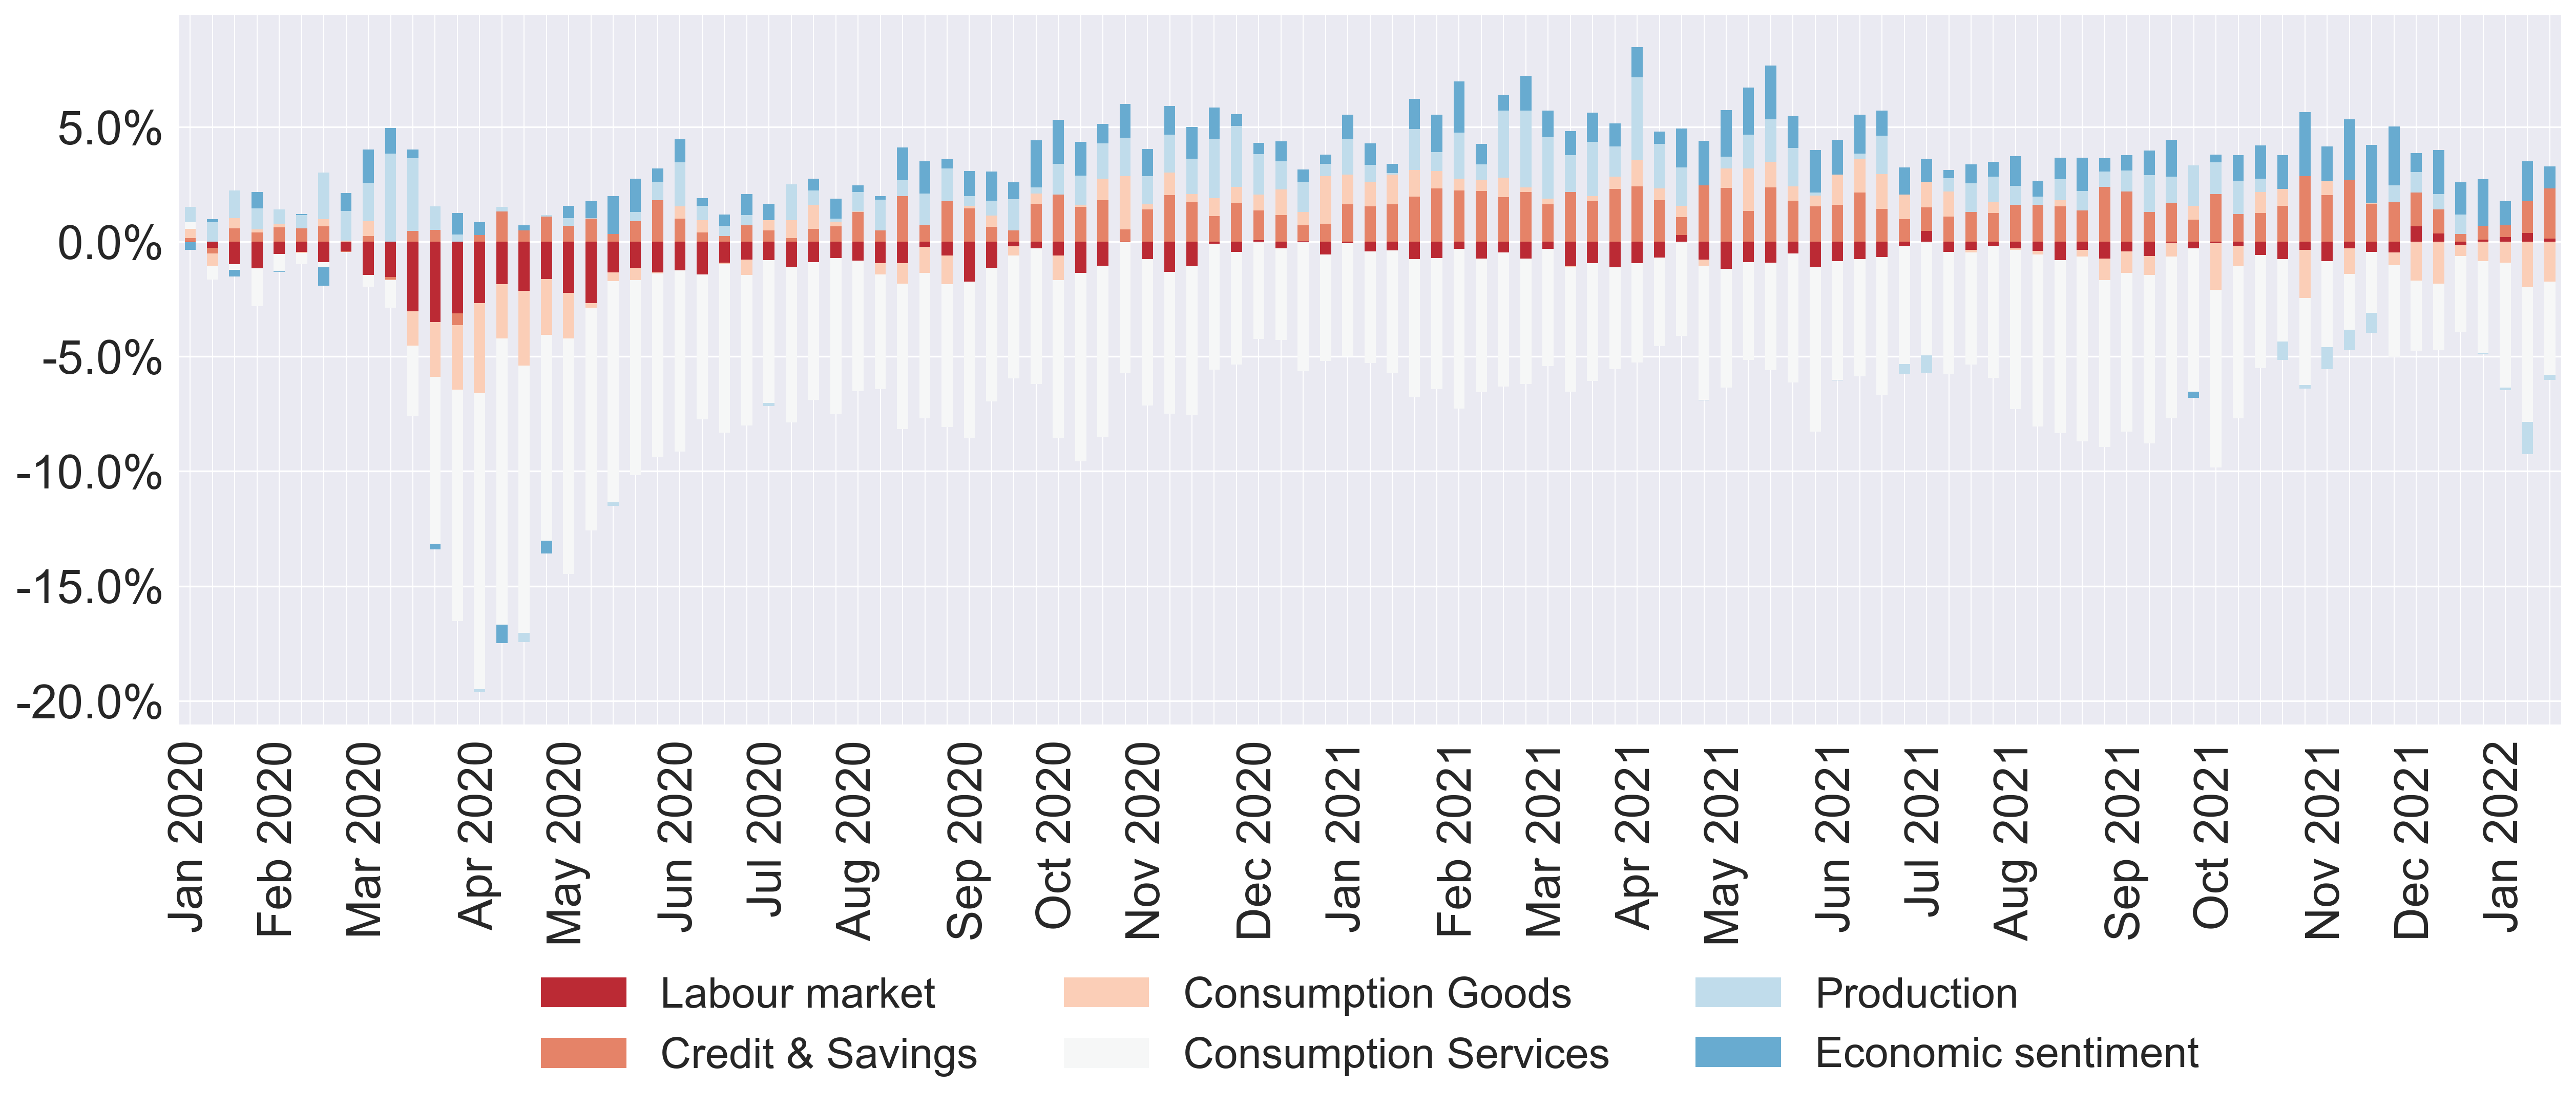 5.0%
0.0%
-5.0%
-10.0%
-15.0%
-20.0%
Jan 2020
Feb 2020
Mar 2020
Apr 2020
May 2020
Jun 2020
Jul 2020
Aug 2020
Sep 2020
Oct 2020
Nov 2020
Dec 2020
Jan 2021
Feb 2021
Mar 2021
Apr 2021
May 2021
Jun 2021
Jul 2021
Aug 2021
Sep 2021
Oct 2021
Nov 2021
Dec 2021
Jan 2022
Labour market
Consumption Goods
Production
Credit & Savings
Consumption Services
Economic sentiment